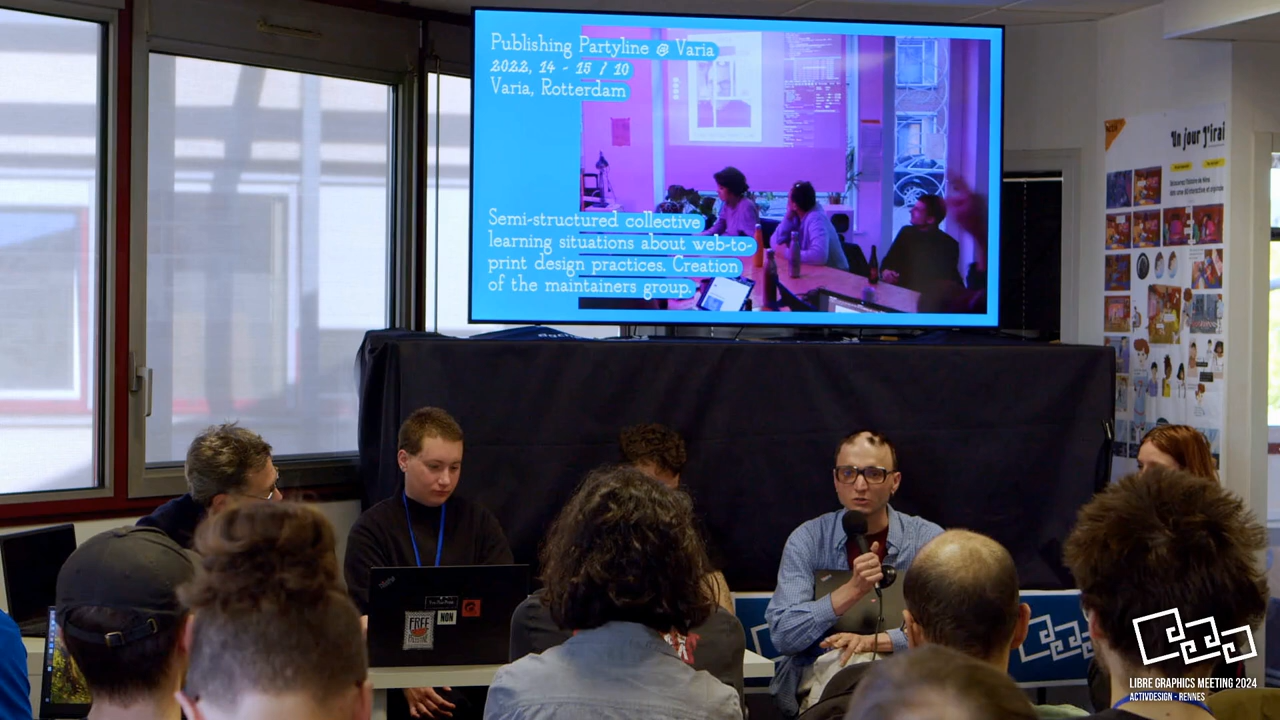 Publishing Partyline @ Varia
2022, 14 - 15 / 10
Varia, Rotterdam
Semi-structured collective
learning situations about web-to-
print design practices. Creation
of the maintainers group.
Un jour J'irai
FREE
NON
LIBRE GRAPHICS MEETING 2024
ACTIVDESIGN - RENNES